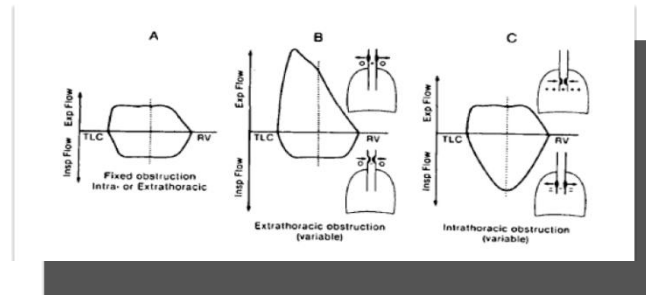 A
Exp Flow
Insp Flow
TLC
RV
Fixed obstruction
Intra- or Extrathoracic
B
Exp Flow
Insp Flow
TLC
RV
Extrathoracic obstruction
(variable)
C
Exp Flow
Insp Flow
TLC
RV
Intrathoracic obstruction
(variable)